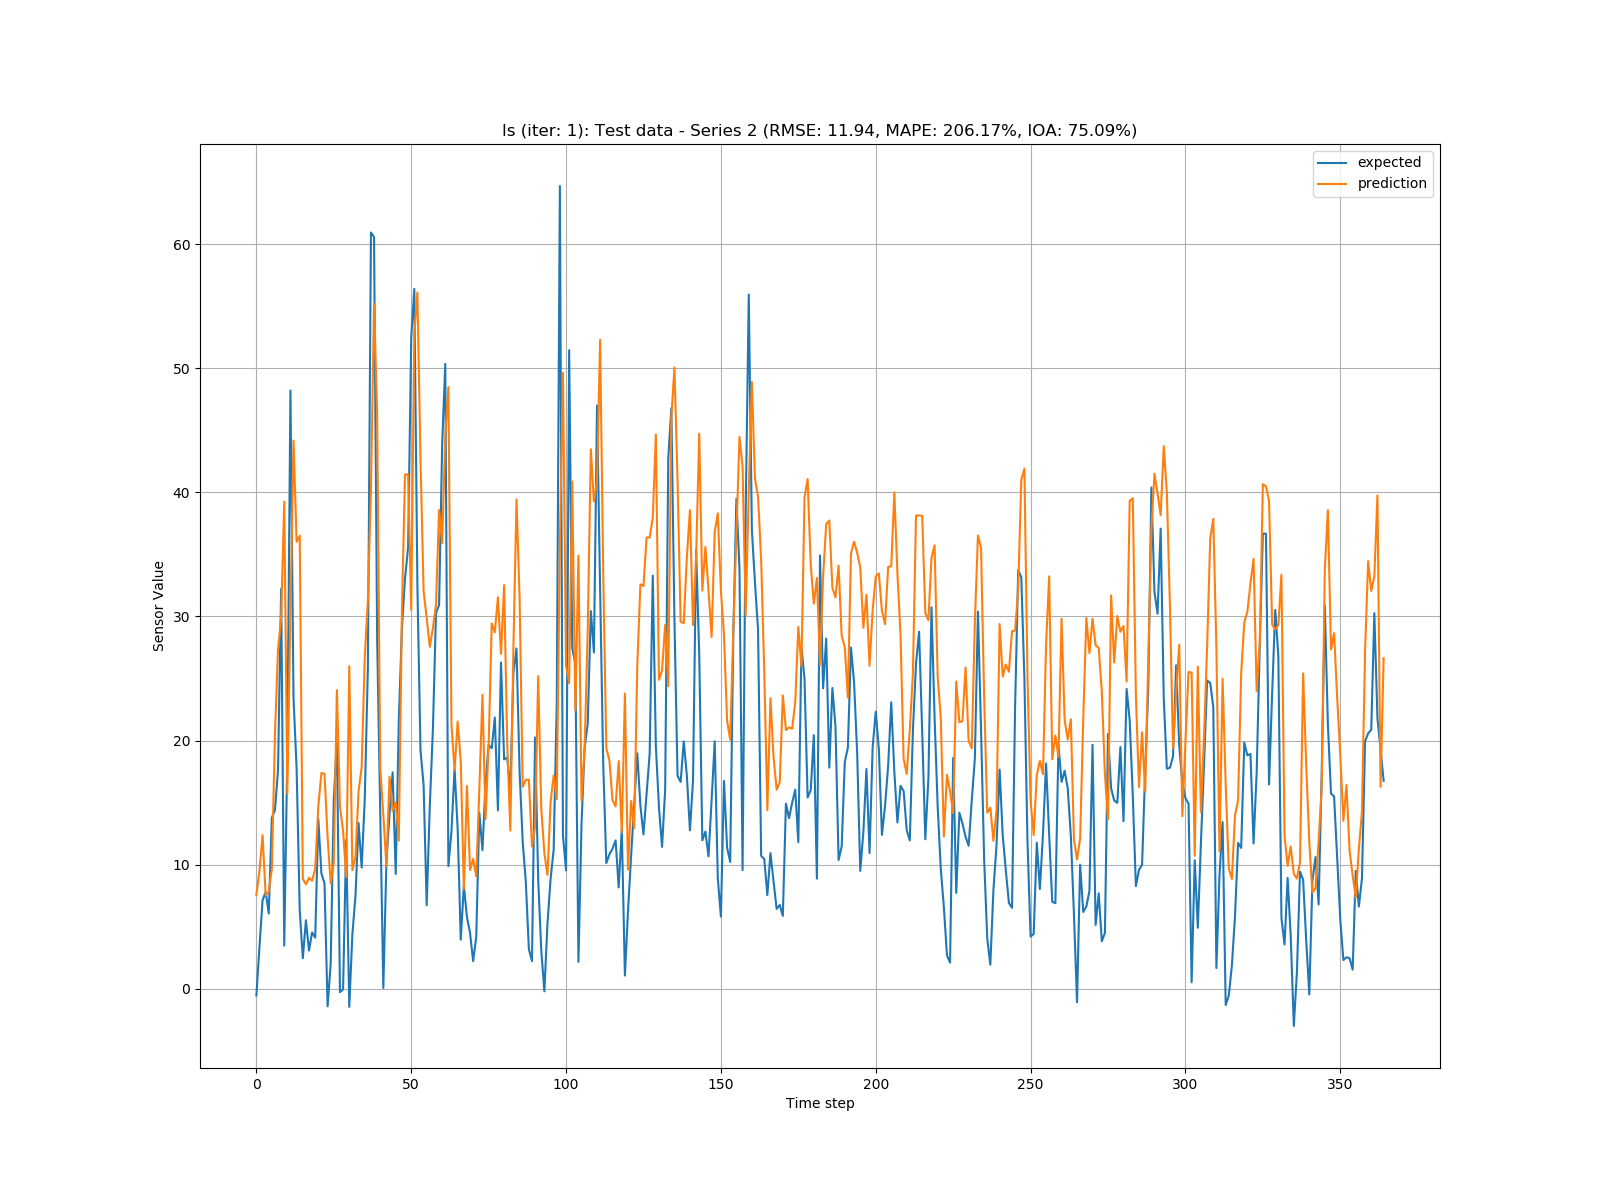 ls (iter: 1): Test data - Series 2 (RMSE: 11.94, MAPE: 206.17%, IOA: 75.09%)
expected
prediction
60
50
40
30
20
10
0
Sensor Value
0 50 100 150 200 250 300 350
Time step